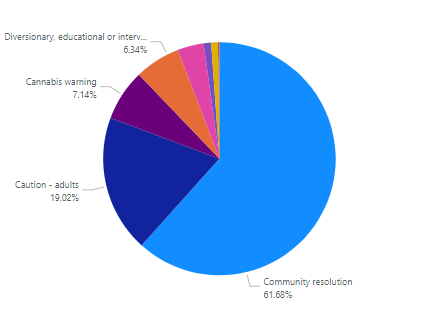 Diversionary, educational or interv...
6.34%
Cannabis warning
7.14%
Caution - adults
19.02%
Community resolution
61.68%